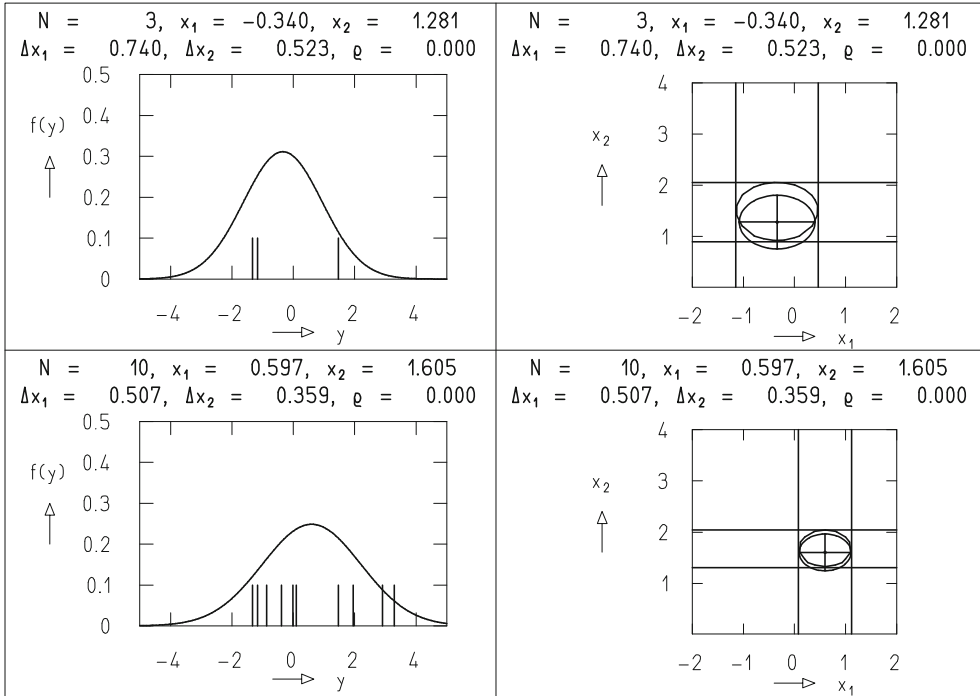 N = 3, x₁ = −0.340, x₂ = 1.281
Δx₁ = 0.740, Δx₂ = 0.523, ϱ = 0.000
0.5
0.4
f(y)
0.3
0.2
0.1
0
−4 −2 0 2 4
y
N = 3, x₁ = −0.340, x₂ = 1.281
Δx₁ = 0.740, Δx₂ = 0.523, ϱ = 0.000
4
x₂
3
2
1
−2 −1 0 1 2
x₁
N = 10, x₁ = 0.597, x₂ = 1.605
Δx₁ = 0.507, Δx₂ = 0.359, ϱ = 0.000
0.5
0.4
f(y)
0.3
0.2
0.1
0
−4 −2 0 2 4
y
N = 10, x₁ = 0.597, x₂ = 1.605
Δx₁ = 0.507, Δx₂ = 0.359, ϱ = 0.000
4
x₂
3
2
1
−2 −1 0 1 2
x₁